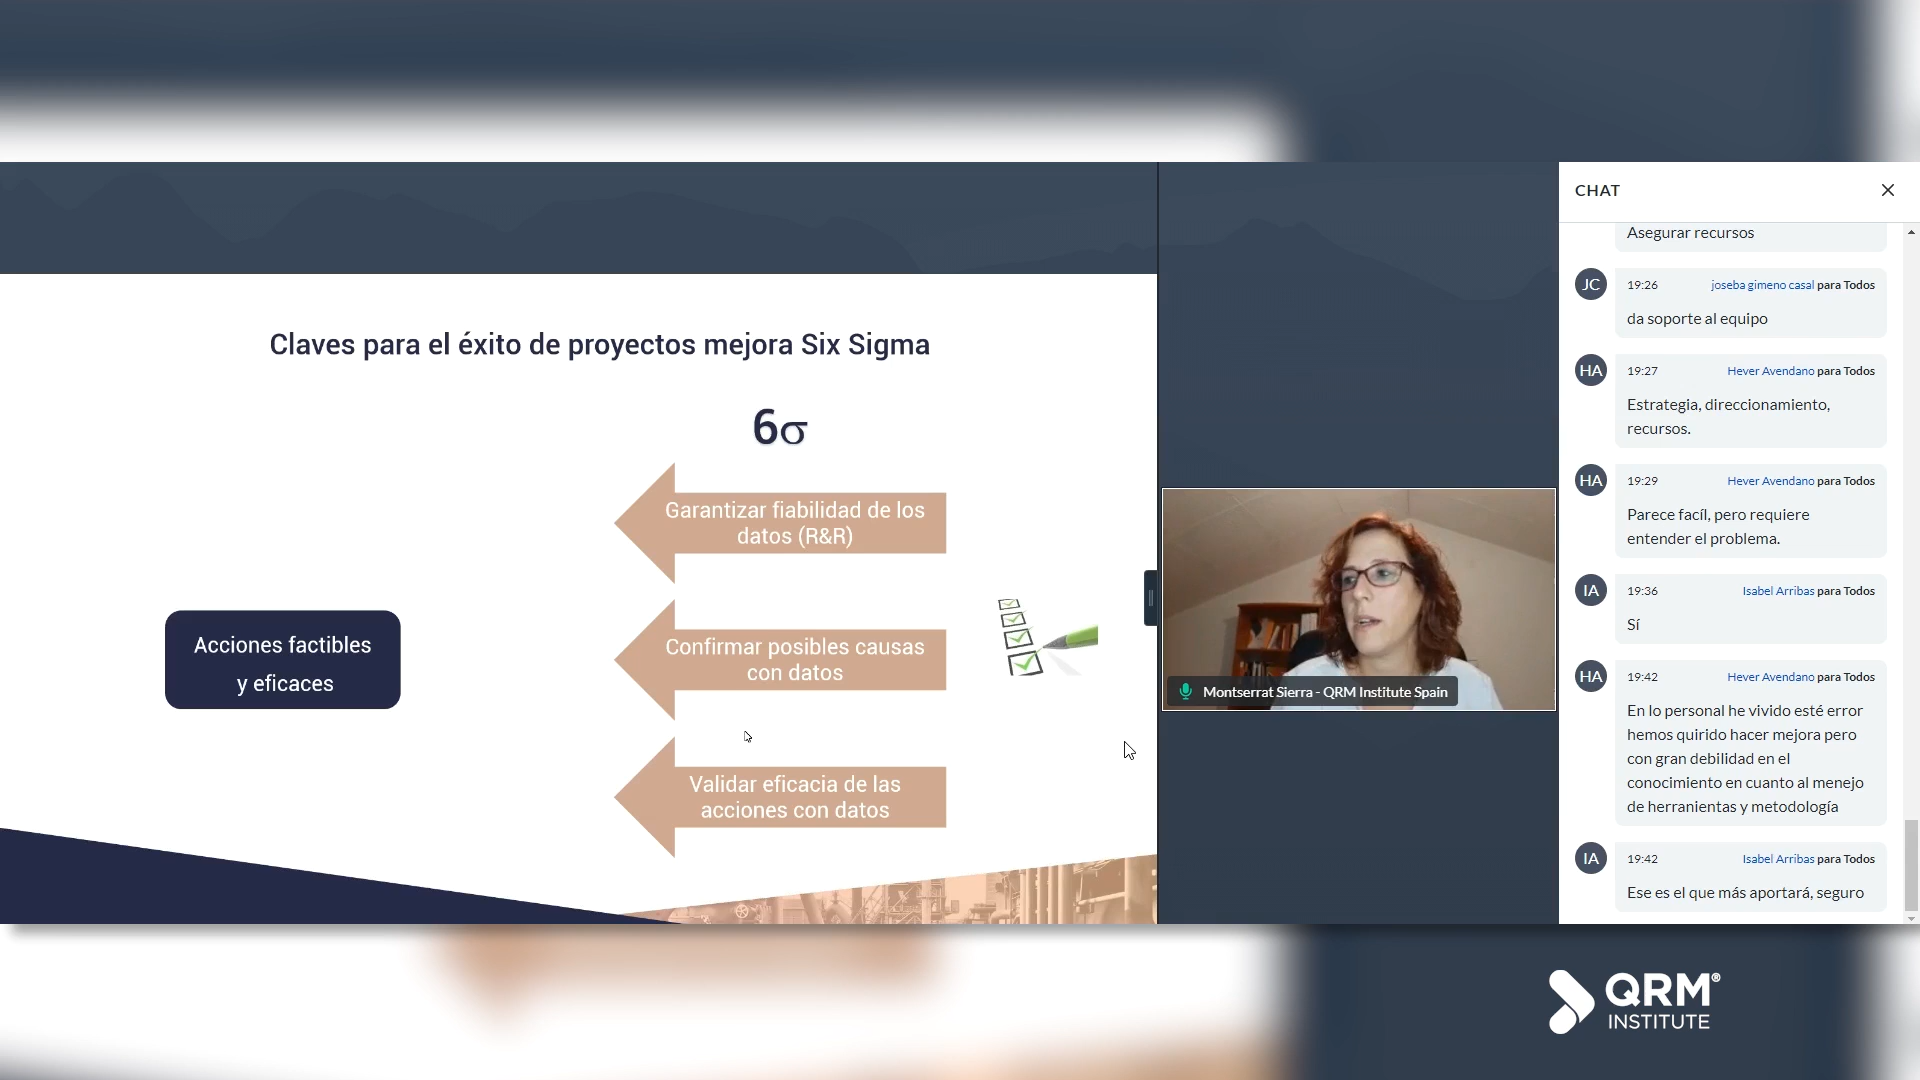 Claves para el éxito de proyectos mejora Six Sigma
6σ
Garantizar fiabilidad de los
datos (R&R)
Confirmar posibles causas
con datos
Validar eficacia de las
acciones con datos
Acciones factibles
y eficaces
Montserrat Sierra - QRM Institute Spain
CHAT
Asegurar recursos
JC
19:26 joseba gimeno casal para Todos
da soporte al equipo
HA
19:27 Hever Avendano para Todos
Estrategia, direccionamiento,
recursos.
HA
19:29 Hever Avendano para Todos
Parece facíl, pero requiere
entender el problema.
IA
19:36 Isabel Arribas para Todos
Sí
HA
19:42 Hever Avendano para Todos
En lo personal he vivido esté error
hemos quirido hacer mejora pero
con gran debilidad en el
conocimiento en cuanto al menejo
de herranientas y metodología
IA
19:42 Isabel Arribas para Todos
Ese es el que más aportará, seguro
QRM®
INSTITUTE